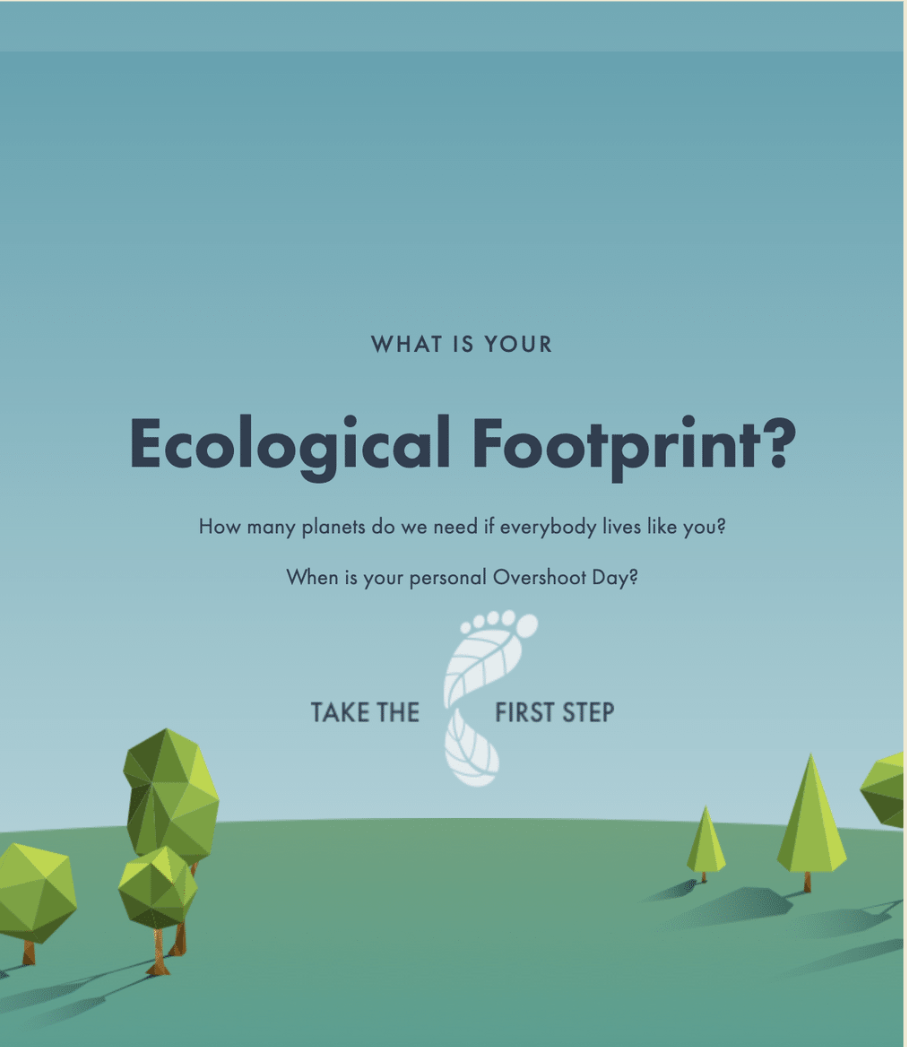 WHAT IS YOUR
Ecological Footprint?
How many planets do we need if everybody lives like you?
When is your personal Overshoot Day?
TAKE THE FIRST STEP